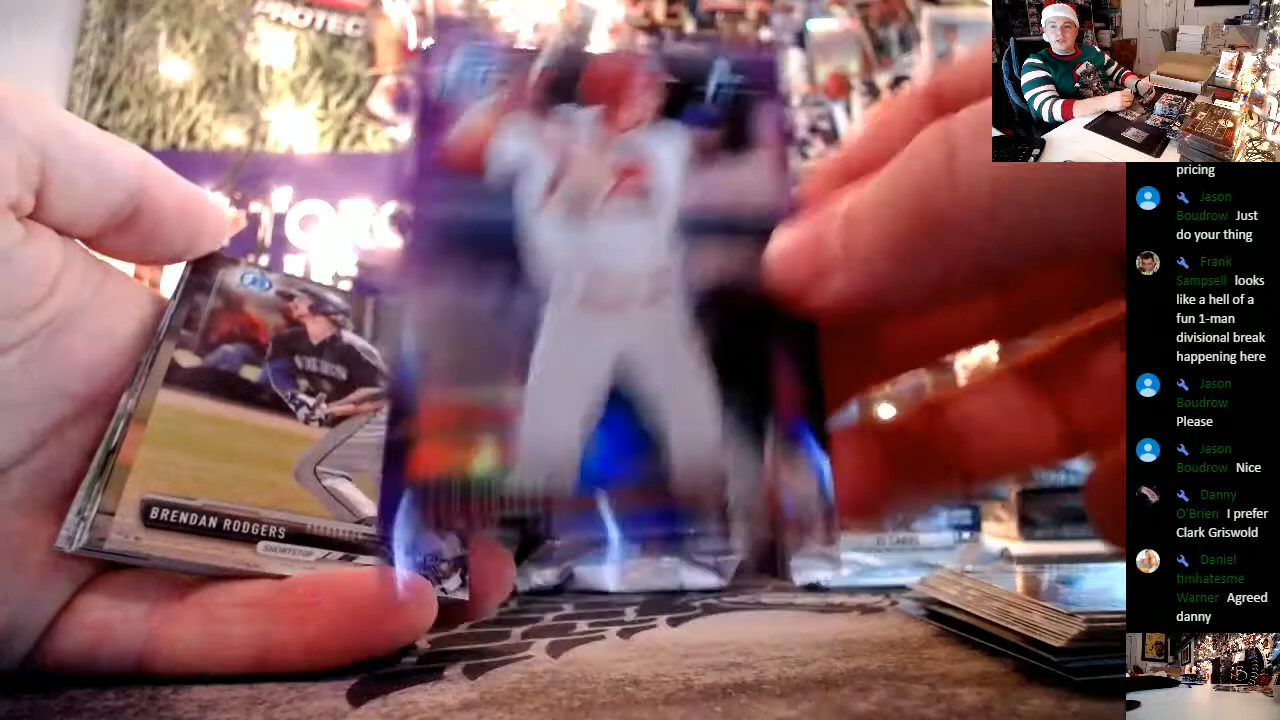 PROTEC
TORC
BRENDAN RODGERS
SHORTSTOP
pricing
Jason
Boudrow Just
do your thing
Frank
Sampsell looks
like a hell of a
fun 1-man
divisional break
happening here
Jason
Boudrow
Please
Jason
Boudrow Nice
Danny
O'Brien I prefer
Clark Griswold
Daniel
timhatesme
Warner Agreed
danny